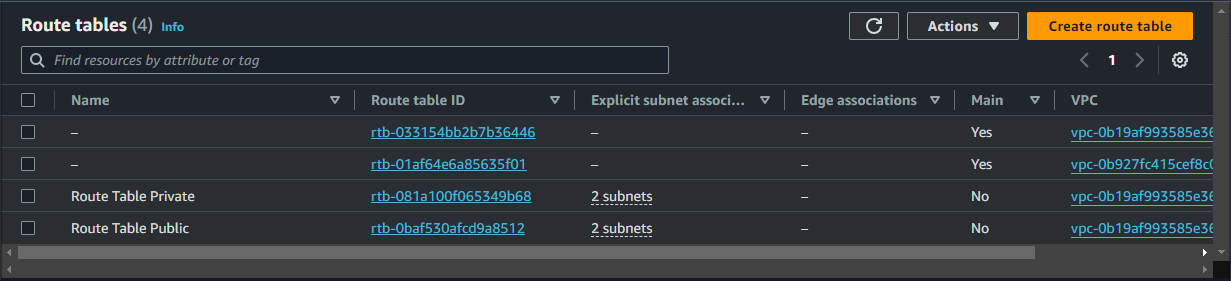 Route tables (4) Info
Actions
Create route table
Find resources by attribute or tag
1
Name Route table ID Explicit subnet associ... Edge associations Main VPC
– rtb-033154bb2b7b36446 – – Yes vpc-0b19af993585e36
– rtb-01af64e6a85635f01 – – Yes vpc-0b927fc415cef8c0
Route Table Private rtb-081a100f065349b68 2 subnets – No vpc-0b19af993585e36
Route Table Public rtb-0baf530afcd9a8512 2 subnets – No vpc-0b19af993585e36